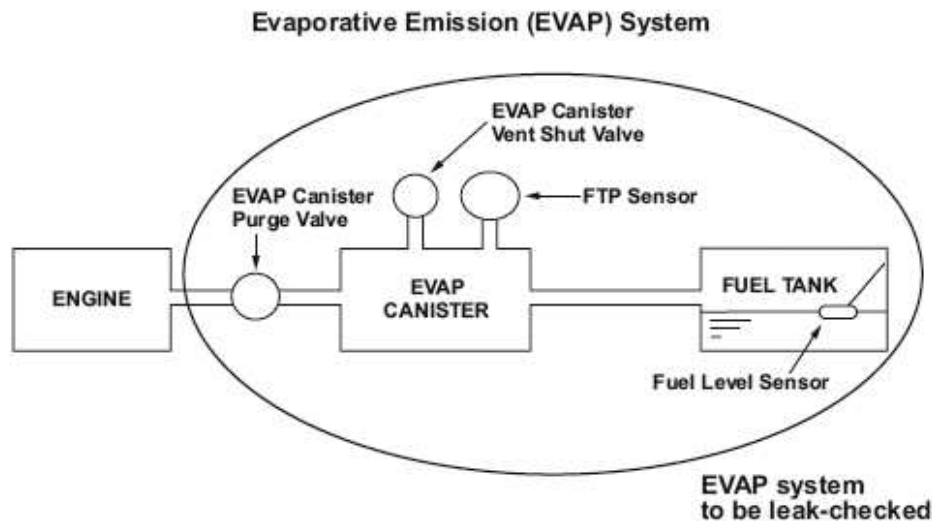 Evaporative Emission (EVAP) System
EVAP Canister
Vent Shut Valve
EVAP Canister
Purge Valve
FTP Sensor
ENGINE
EVAP
CANISTER
FUEL TANK
Fuel Level Sensor
EVAP system
to be leak-checked